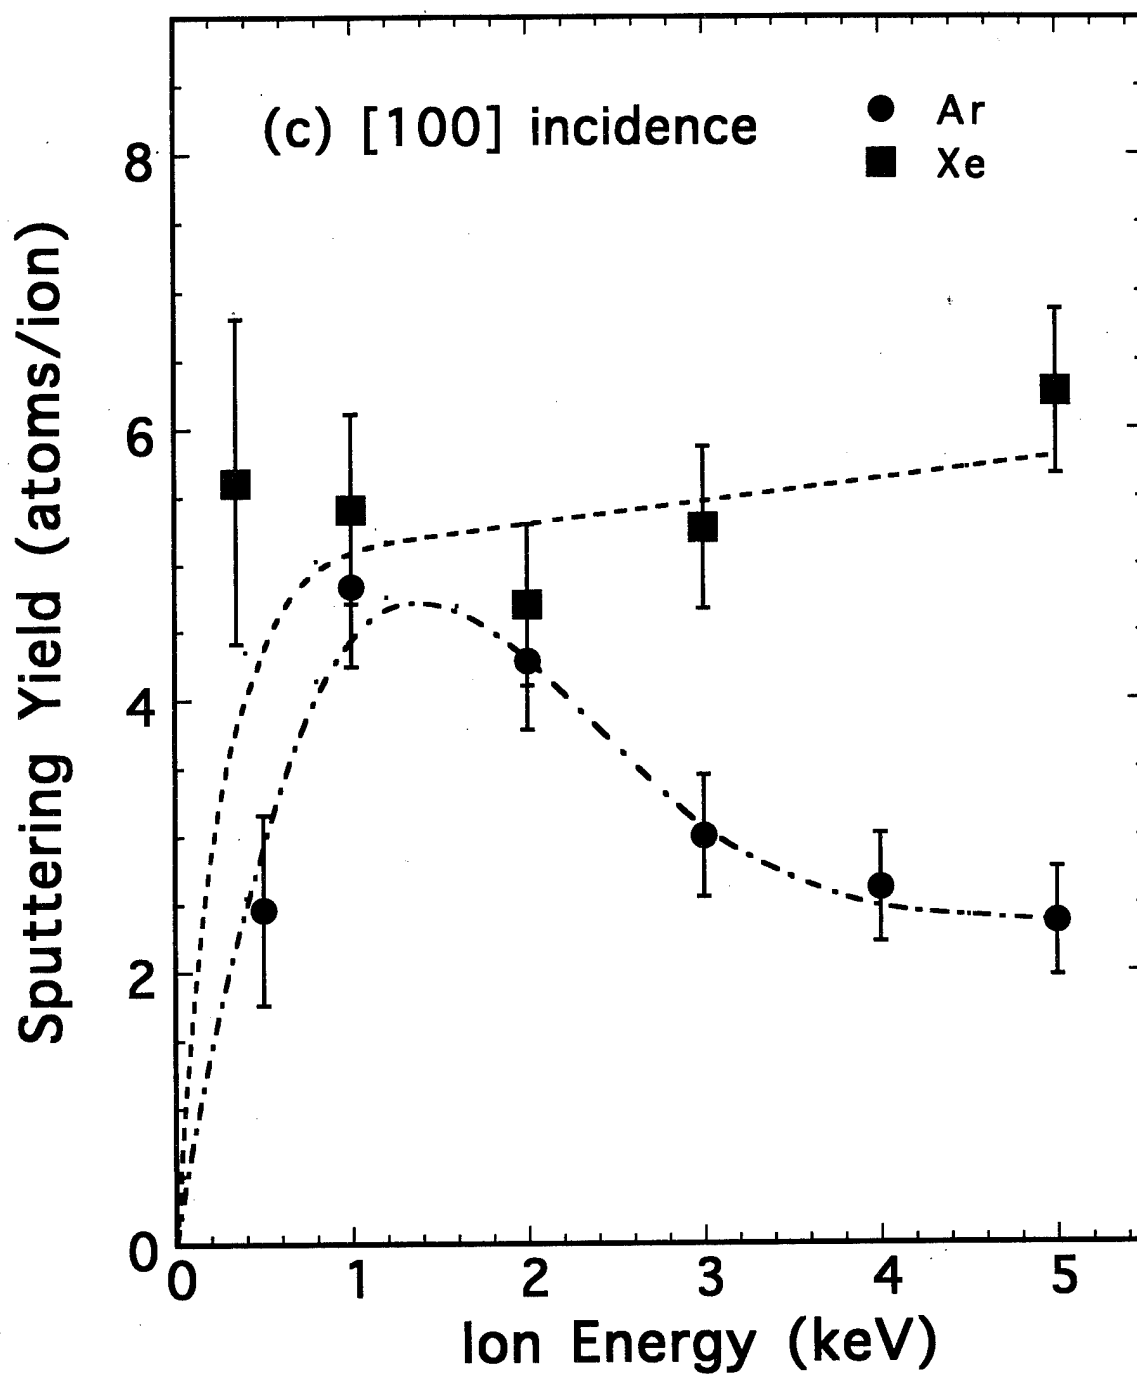 (c) [100] incidence
Ar
Xe
Sputtering Yield (atoms/ion)
8
6
4
2
0
0 1 2 3 4 5
Ion Energy (keV)